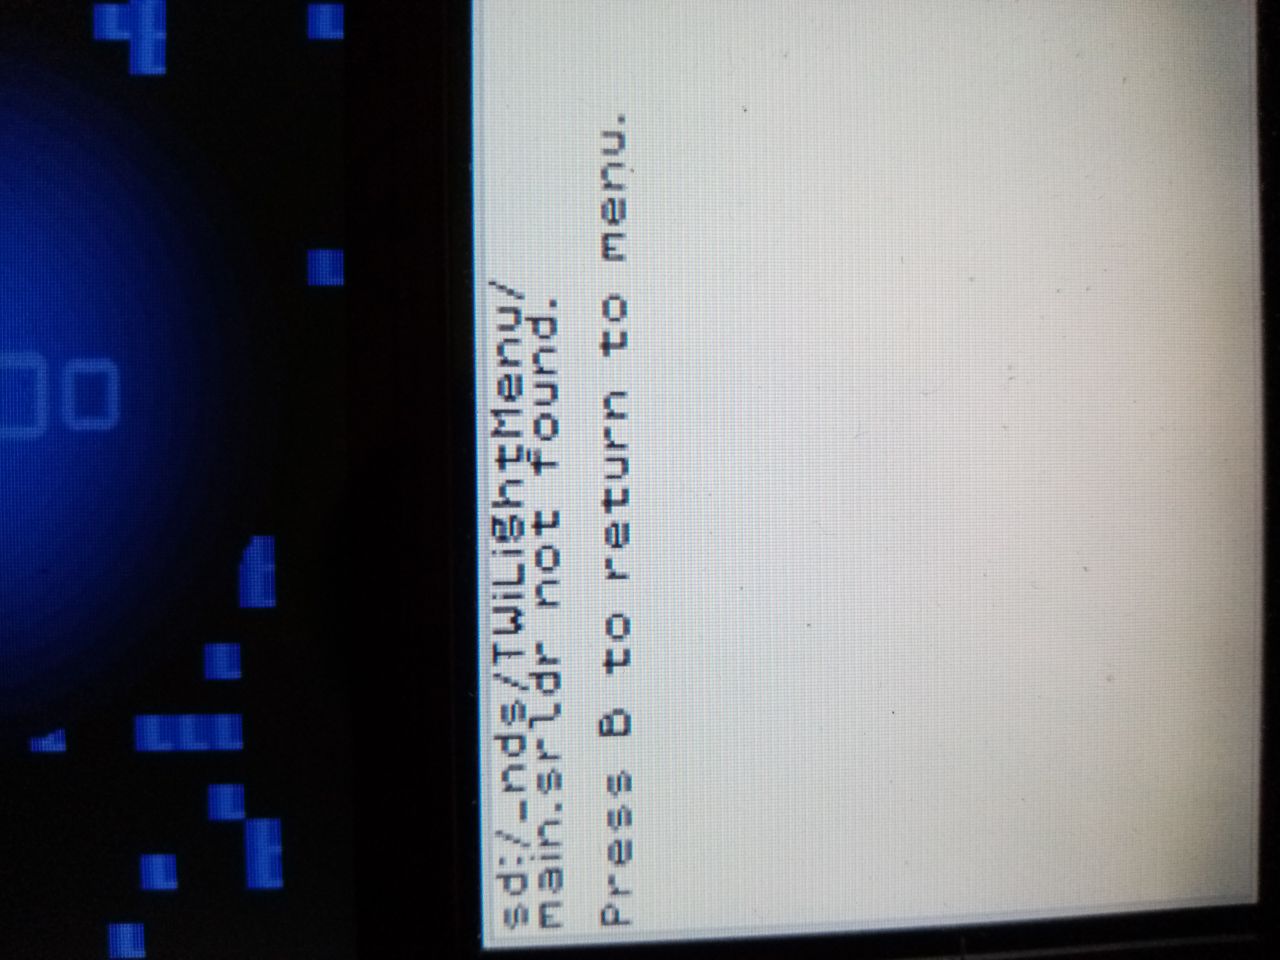 sd:/_nds/TWiLightMenu/
main.srldr not found.
Press B to return to menu.